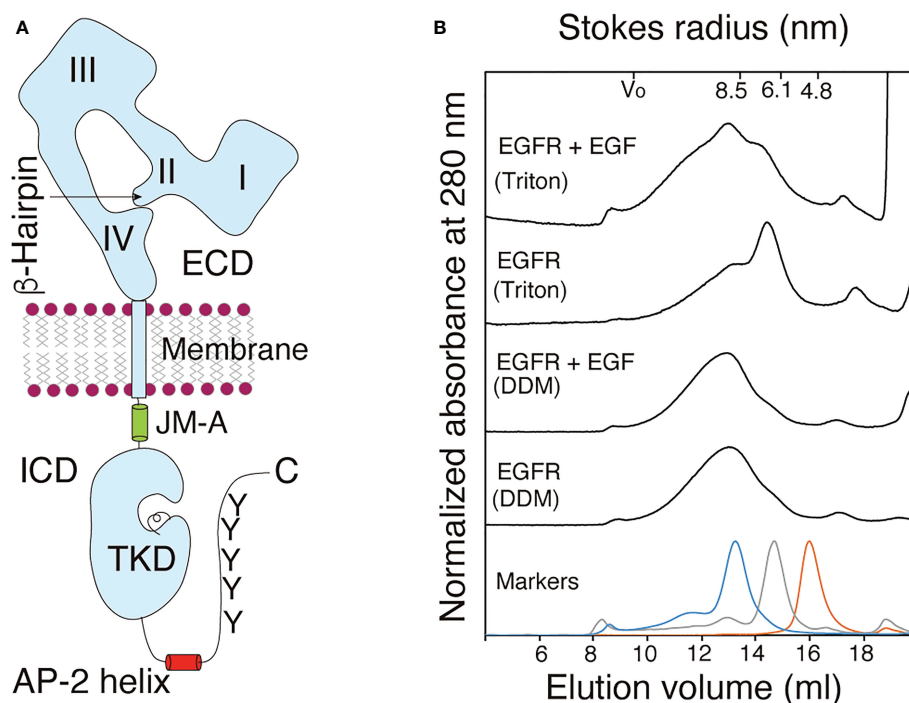 A
III
II
I
β-Hairpin
IV
ECD
Membrane
JM-A
ICD
C
TKD
Y
Y
Y
Y
Y
AP-2 helix
B
Stokes radius (nm)
Vo 8.5 6.1 4.8
Normalized absorbance at 280 nm
EGFR + EGF
(Triton)
EGFR
(Triton)
EGFR + EGF
(DDM)
EGFR
(DDM)
Markers
6 8 10 12 14 16 18
Elution volume (ml)